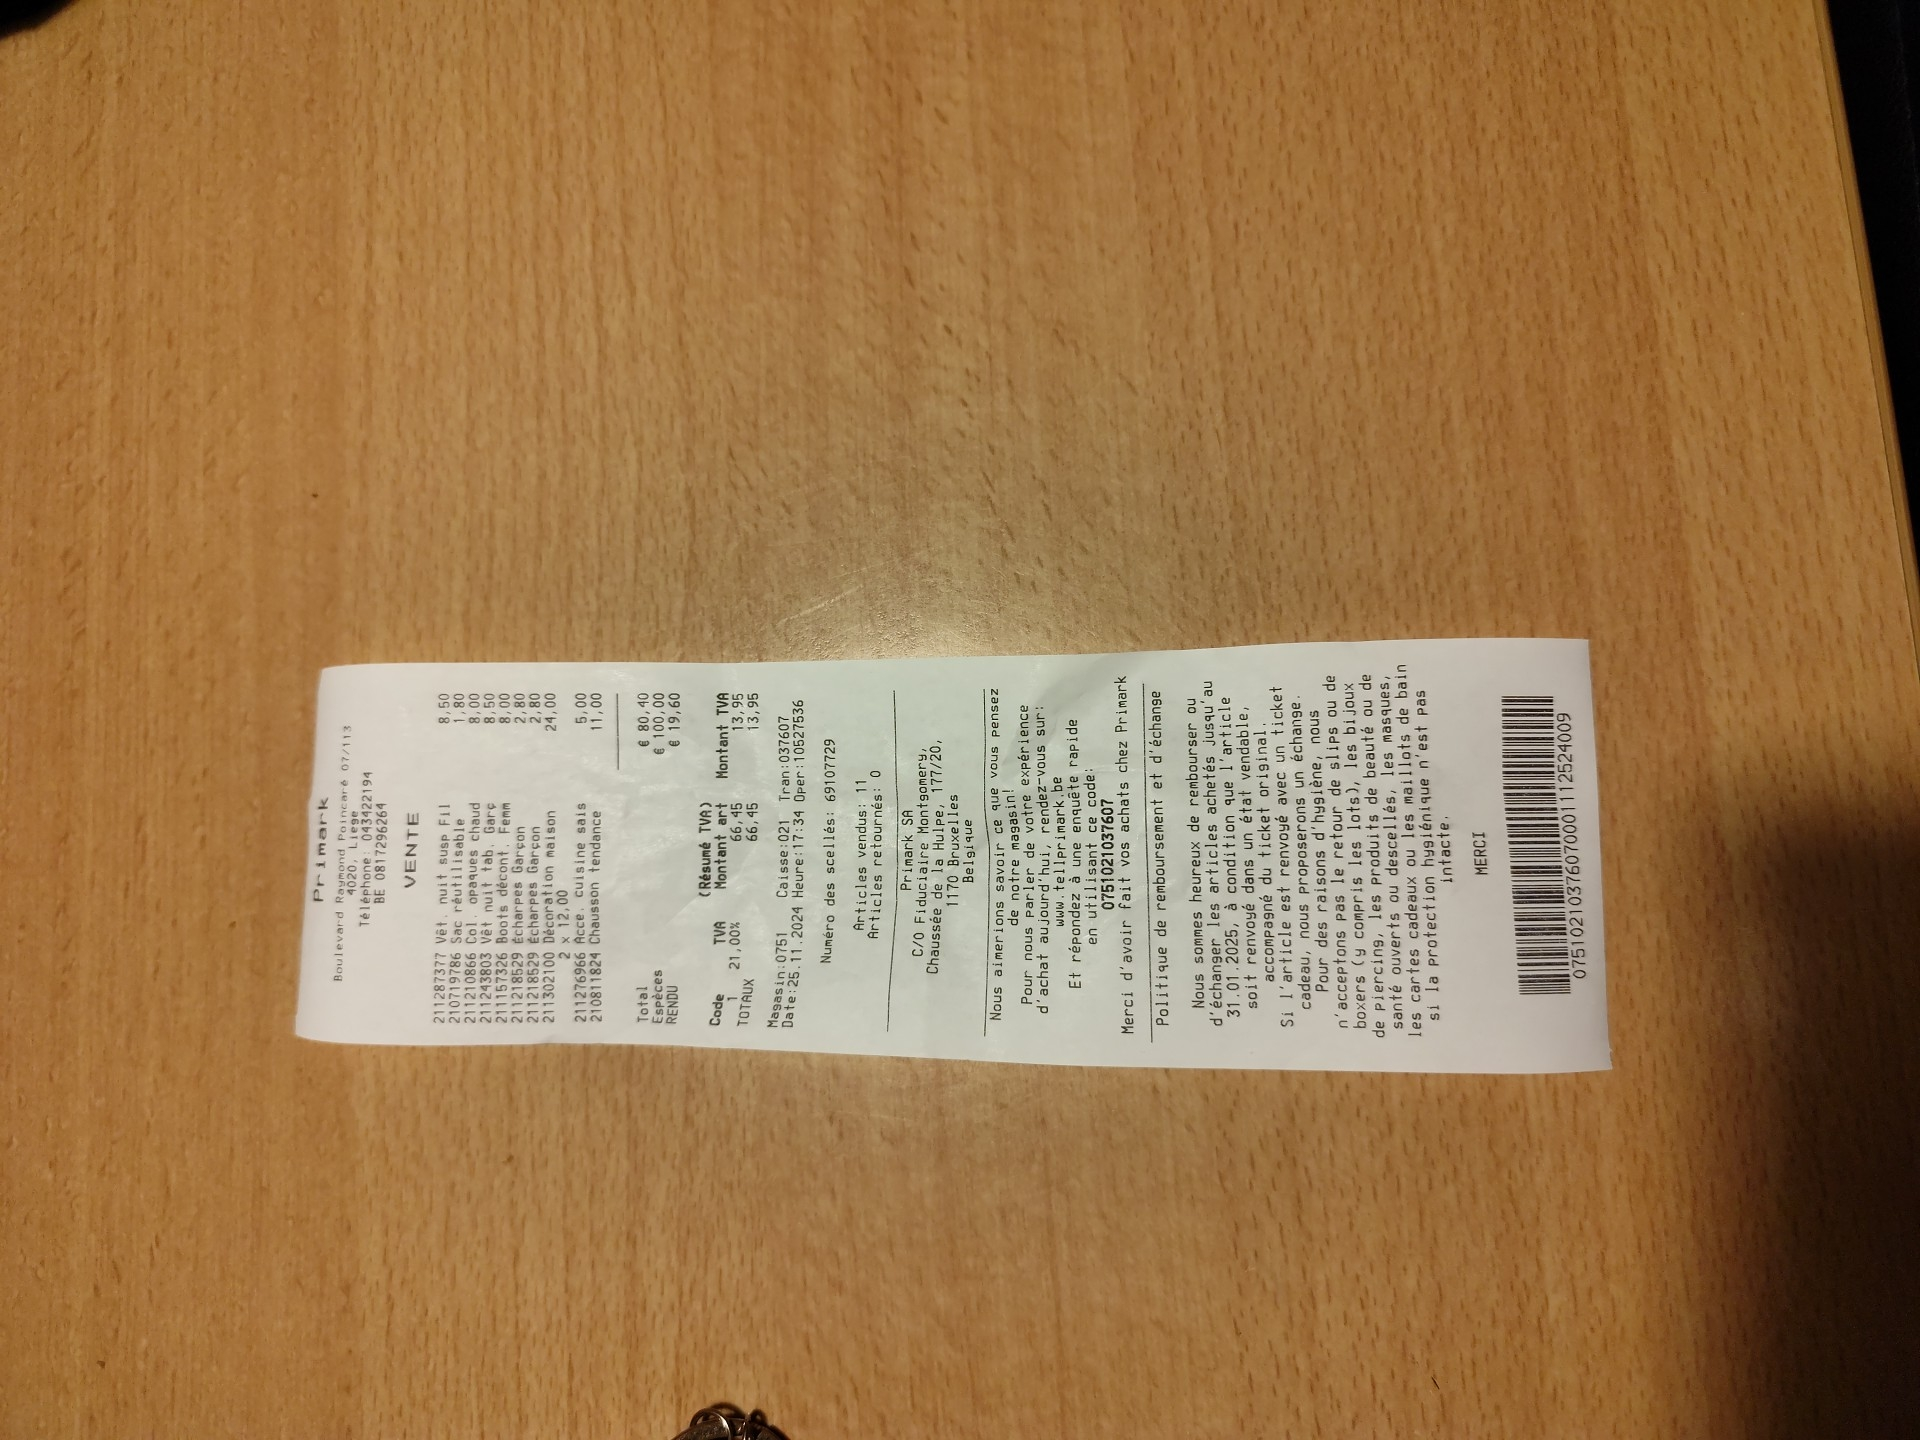 Primark
Boulevard Raymond Poincaré 07/113
4020, Liege
Téléphone: 043422194
BE 0817296264
VENTE
211287377 Vêt. nuit susp Fil 8,50
210719786 Sac réutilisable 1,80
211210866 Col. opaques chaud 8,00
211243803 Vêt nuit tab. Garç 8,50
211157326 Boots décont. Femm 8,00
211218529 Écharpes Garçon 2,80
211218529 Écharpes Garçon 2,80
211302100 Décoration maison 24,00
2 x 12,00
211276966 Acce. cuisine sais 5,00
210811824 Chausson tendance 11,00
Total € 80,40
Espèces € 100,00
RENDU € 19,60
(Résumé TVA)
Code TVA Montant art Montant TVA
1 21,00% 66,45 13,95
TOTAUX 66,45 13,95
Magasin:0751 Caisse:021 Tran:037607
Date:25.11.2024 Heure:17:34 Oper:10527536
Numéro des scellés: 69107729
Articles vendus: 11
Articles retournés: 0
Primark SA
C/O Fiduciaire Montgomery,
Chaussée de la Hulpe, 177/20,
1170 Bruxelles
Belgique
Nous aimerions savoir ce que vous pensez
de notre magasin!
Pour nous parler de votre expérience
d'achat aujourd'hui, rendez-vous sur:
www.tellprimark.be
Et répondez à une enquête rapide
en utilisant ce code:
075102103760​7
Merci d'avoir fait vos achats chez Primark
Politique de remboursement et d'échange
Nous sommes heureux de rembourser ou
d'échanger les articles achetés jusqu'au
31.01.2025, à condition que l'article
soit renvoyé dans un état vendable,
accompagné du ticket original.
Si l'article est renvoyé avec un ticket
cadeau, nous proposerons un échange.
Pour des raisons d'hygiène, nous
n'acceptons pas le retour de slips ou de
boxers (y compris les lots), les bijoux
de piercing, les produits de beauté ou de
santé ouverts ou descellés, les masques,
les cartes cadeaux ou les maillots de bain
si la protection hygiénique n'est pas
intacte.
MERCI
0751021037607000111​2524009